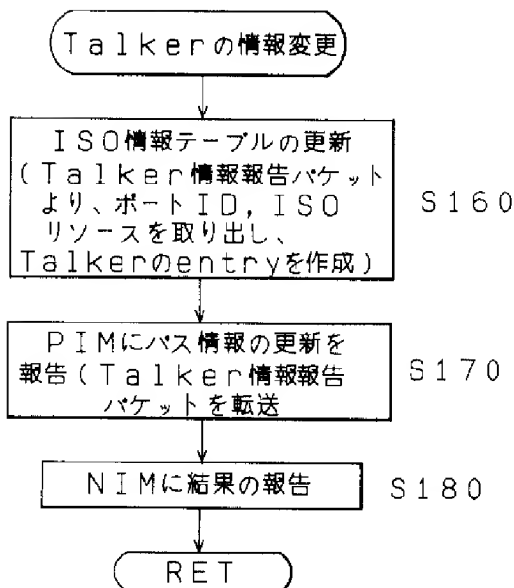 Talkerの情報変更
ISO情報テーブルの更新
(Talker情報報告パケット
より、ポートID,ISO
リソースを取り出し、
Talkerのentryを作成)
S160
PIMにパス情報の更新を
報告(Talker情報報告
パケットを転送
S170
NIMに結果の報告
S180
RET